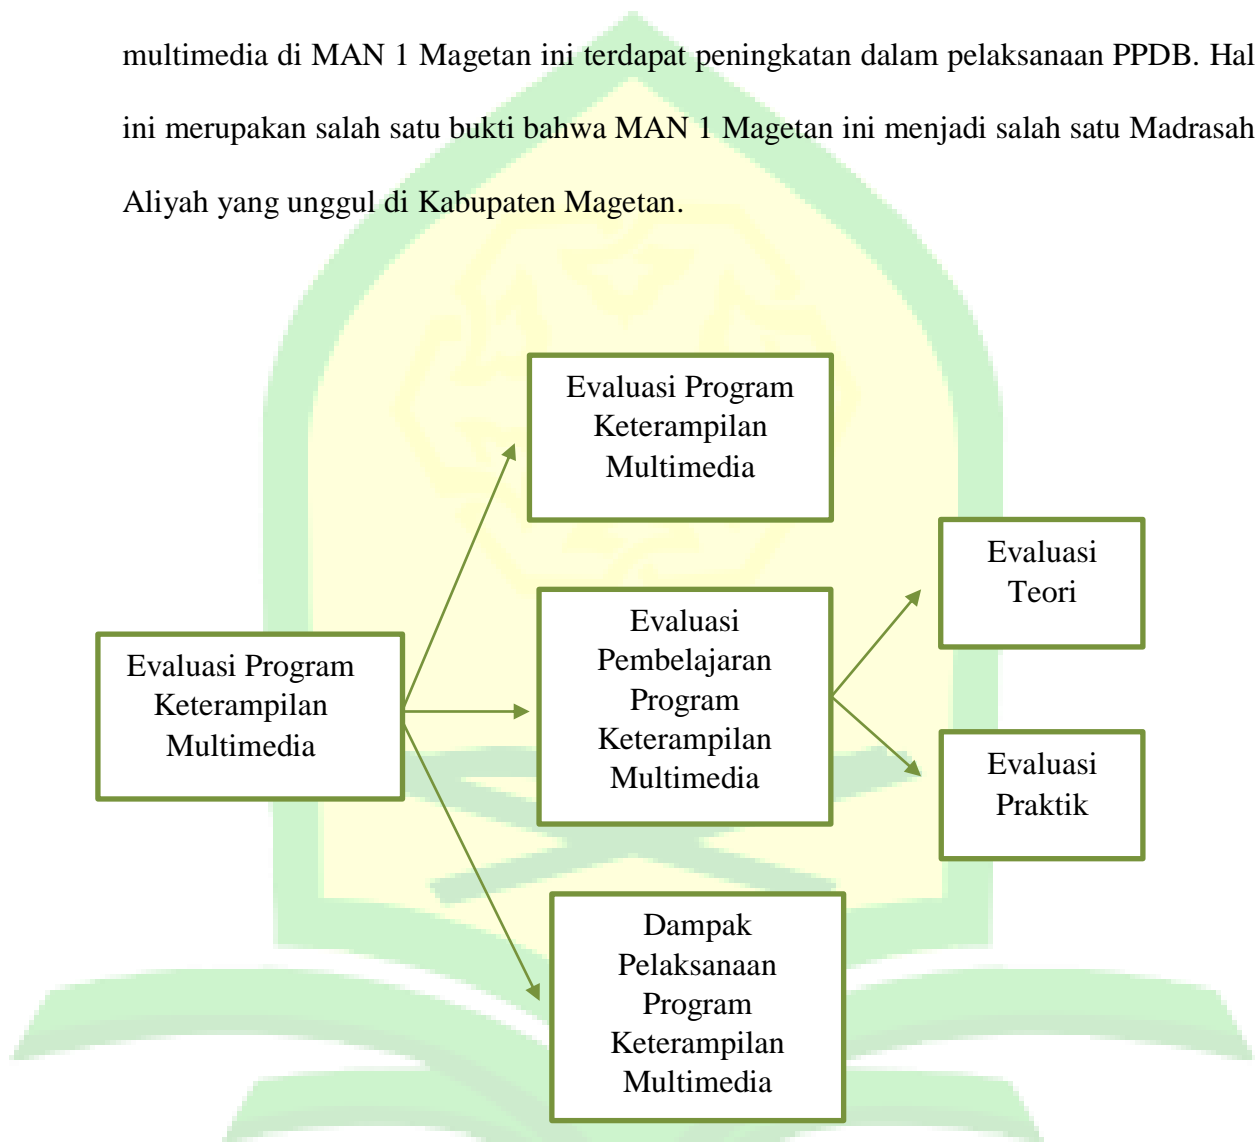 multimedia di MAN 1 Magetan ini terdapat peningkatan dalam pelaksanaan PPDB. Hal
ini merupakan salah satu bukti bahwa MAN 1 Magetan ini menjadi salah satu Madrasah
Aliyah yang unggul di Kabupaten Magetan.
Evaluasi Program
Keterampilan
Multimedia
Evaluasi Program
Keterampilan
Multimedia
Evaluasi
Pembelajaran
Program
Keterampilan
Multimedia
Dampak
Pelaksanaan
Program
Keterampilan
Multimedia
Evaluasi
Teori
Evaluasi
Praktik